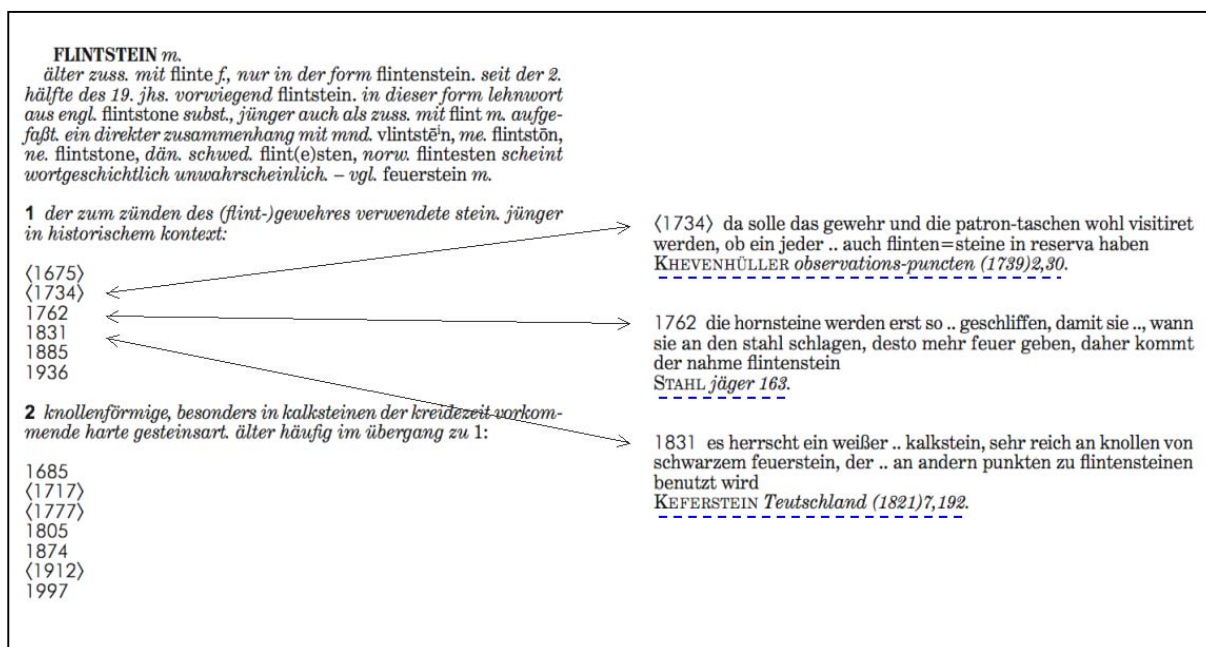 FLINTSTEIN m.
älter zuss. mit flinte f., nur in der form flintenstein. seit der 2.
hälfte des 19. jhs. vorwiegend flintstein. in dieser form lehnwort
aus engl. flintstone subst., jünger auch als zuss. mit flint m. aufge-
faßt. ein direkter zusammenhang mit mnd. vlintstēⁱn, me. flintstōn,
ne. flintstone, dän. schwed. flint(e)sten, norw. flintesten scheint
wortgeschichtlich unwahrscheinlich. – vgl. feuerstein m.
1 der zum zünden des (flint-)gewehres verwendete stein. jünger
in historischem kontext:
⟨1675⟩
⟨1734⟩
1762
1831
1885
1936
2 knollenförmige, besonders in kalksteinen der kreidezeit vorkom-
mende harte gesteinsart. älter häufig im übergang zu 1:
1685
⟨1717⟩
⟨1777⟩
1805
1874
⟨1912⟩
1997
⟨1734⟩ da solle das gewehr und die patron-taschen wohl visitiret
werden, ob ein jeder .. auch flinten=steine in reserva haben
KHEVENHÜLLER observations-puncten (1739)2,30.
1762 die hornsteine werden erst so .. geschliffen, damit sie .., wann
sie an den stahl schlagen, desto mehr feuer geben, daher kommt
der nahme flintenstein
STAHL jäger 163.
1831 es herrscht ein weißer .. kalkstein, sehr reich an knollen von
schwarzem feuerstein, der .. an andern punkten zu flintensteinen
benutzt wird
KEFERSTEIN Teutschland (1821)7,192.